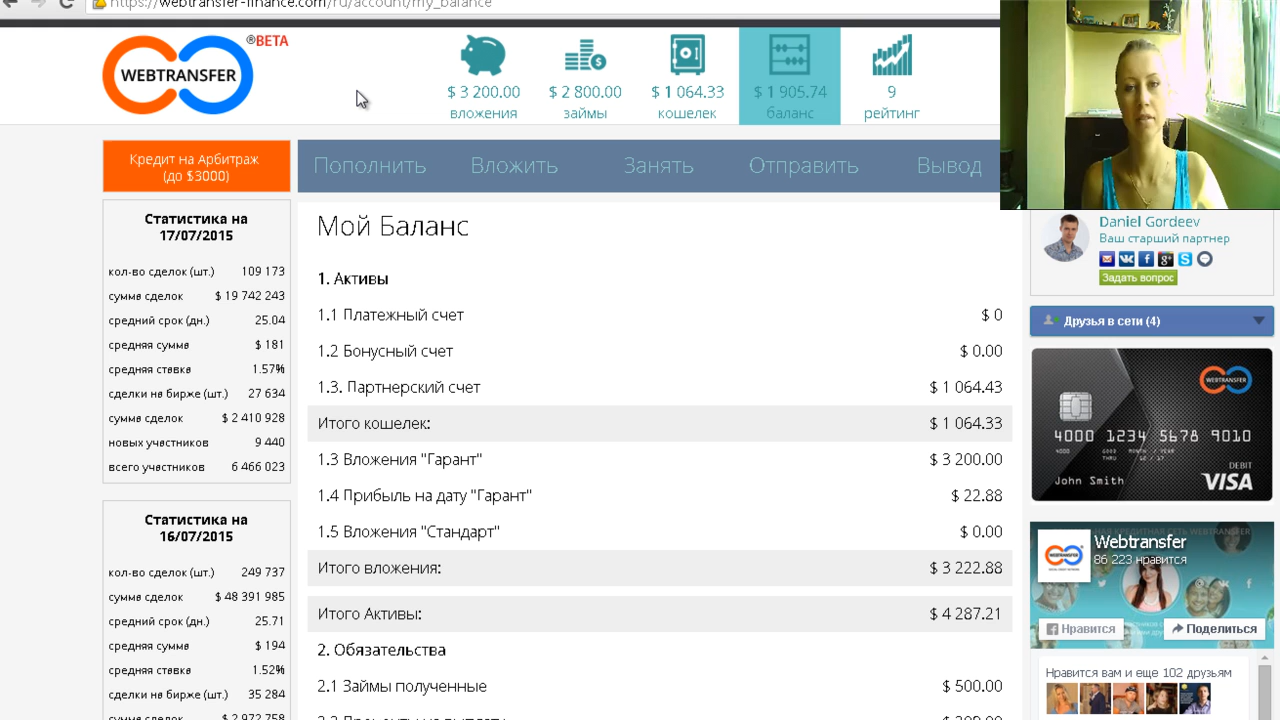 https://webtransfer-finance.com/ru/account/my_balance
WEBTRANSFER
®BETA
$ 3 200.00
вложения
$ 2 800.00
займы
$ 1 064.33
кошелек
$ 1 905.74
баланс
9
рейтинг
Кредит на Арбитраж
(до $3000)
Пополнить
Вложить
Занять
Отправить
Вывод
Статистика на
17/07/2015
кол-во сделок (шт.) 109 173
сумма сделок $ 19 742 243
средний срок (дн.) 25.04
средняя сумма $ 181
средняя ставка 1.57%
сделки на бирже (шт.) 27 634
сумма сделок $ 2 410 928
новых участников 9 440
всего участников 6 466 023
Статистика на
16/07/2015
кол-во сделок (шт.) 249 737
сумма сделок $ 48 391 985
средний срок (дн.) 25.71
средняя сумма $ 194
средняя ставка 1.52%
сделки на бирже (шт.) 35 284
сумма сделок $ 2 972 758
Мой Баланс
1. Активы
1.1 Платежный счет $ 0
1.2 Бонусный счет $ 0.00
1.3. Партнерский счет $ 1 064.43
Итого кошелек: $ 1 064.33
1.3 Вложения "Гарант" $ 3 200.00
1.4 Прибыль на дату "Гарант" $ 22.88
1.5 Вложения "Стандарт" $ 0.00
Итого вложения: $ 3 222.88
Итого Активы: $ 4 287.21
2. Обязательства
2.1 Займы полученные $ 500.00
Daniel Gordeev
Ваш старший партнер
Задать вопрос
Друзья в сети (4)
WEBTRANSFER
4000 1234 5678 9010
4000
GOOD THRU
MONTH / YEAR
John Smith
DEBIT
VISA
Webtransfer
86 223 нравится
Нравится
Поделиться
Нравится вам и еще 102 друзьям